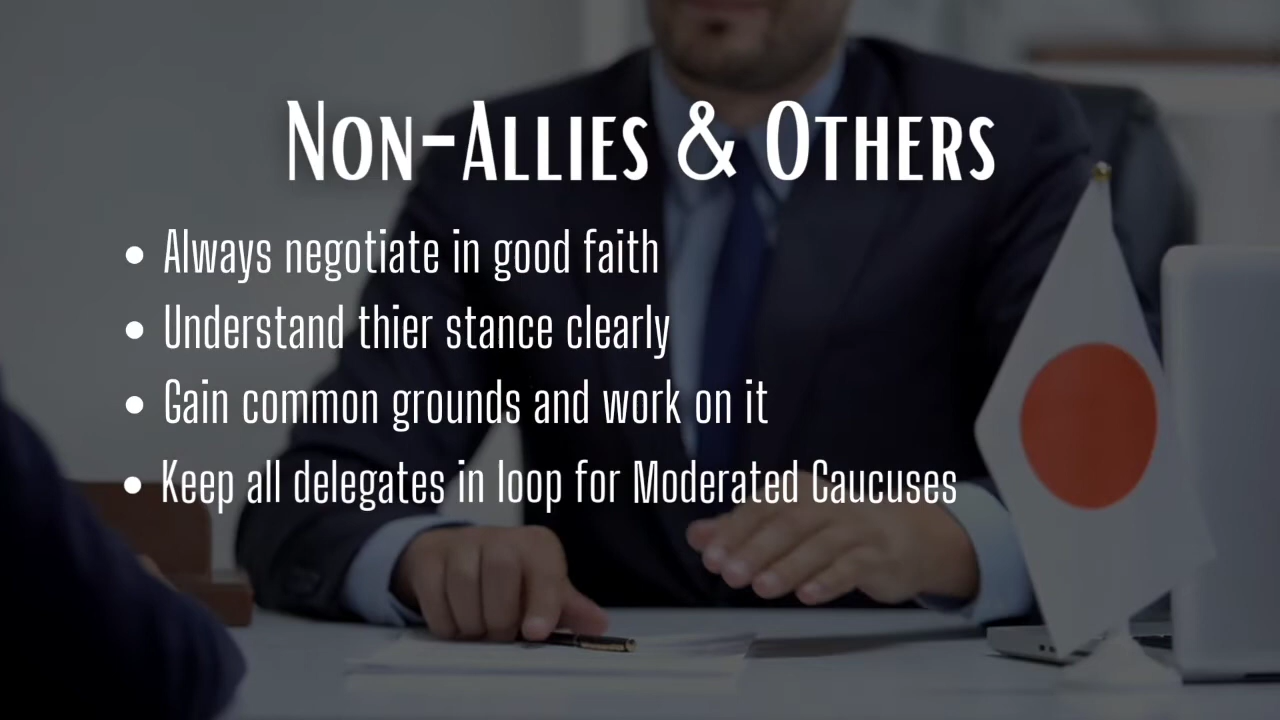 Non-Allies & Others
• Always negotiate in good faith
• Understand thier stance clearly
• Gain common grounds and work on it
• Keep all delegates in loop for Moderated Caucuses